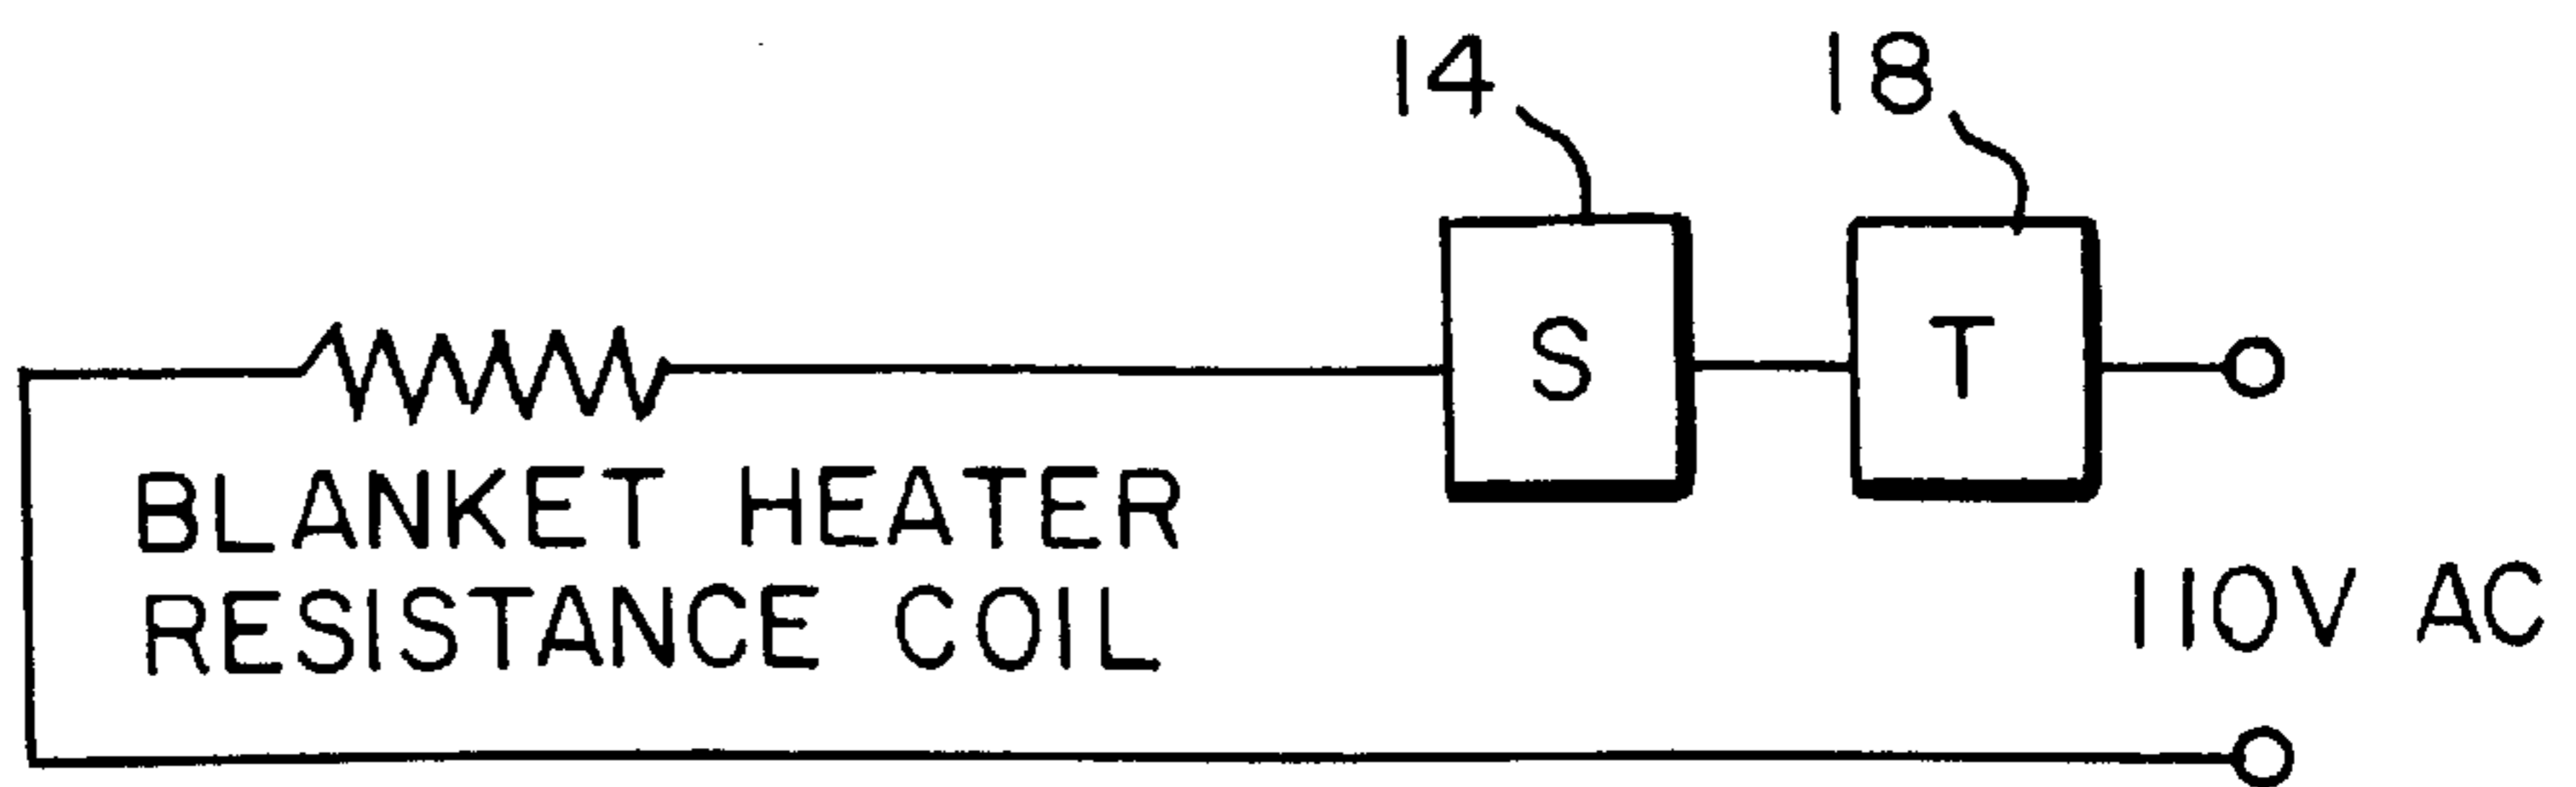 14
18
S
T
BLANKET HEATER
RESISTANCE COIL
110V AC